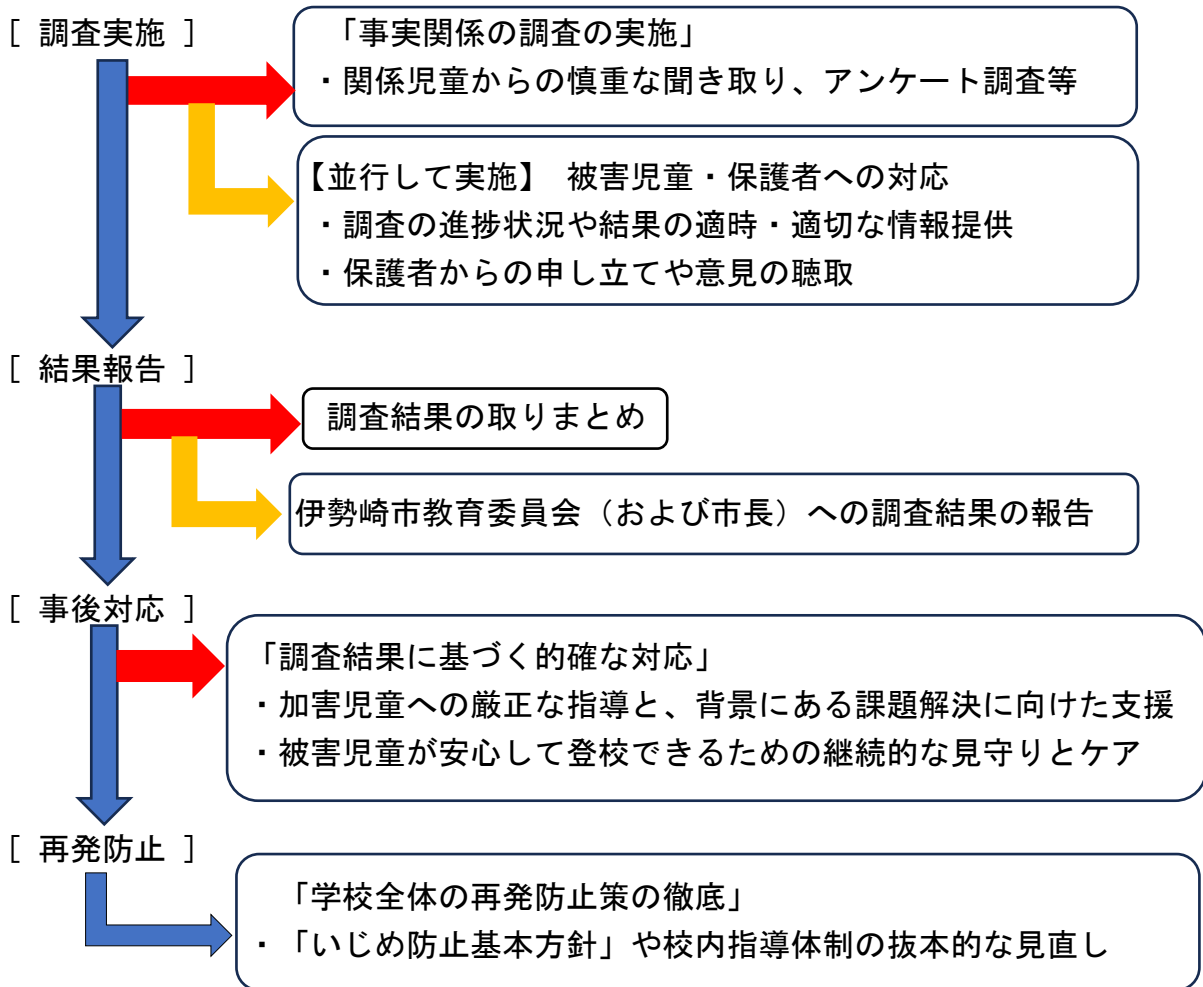 [ 調査実施 ]
「事実関係の調査の実施」
・関係児童からの慎重な聞き取り、アンケート調査等
【並行して実施】 被害児童・保護者への対応
・調査の進捗状況や結果の適時・適切な情報提供
・保護者からの申し立てや意見の聴取
[ 結果報告 ]
調査結果の取りまとめ
伊勢崎市教育委員会（および市長）への調査結果の報告
[ 事後対応 ]
「調査結果に基づく的確な対応」
・加害児童への厳正な指導と、背景にある課題解決に向けた支援
・被害児童が安心して登校できるための継続的な見守りとケア
[ 再発防止 ]
「学校全体の再発防止策の徹底」
・「いじめ防止基本方針」や校内指導体制の抜本的な見直し